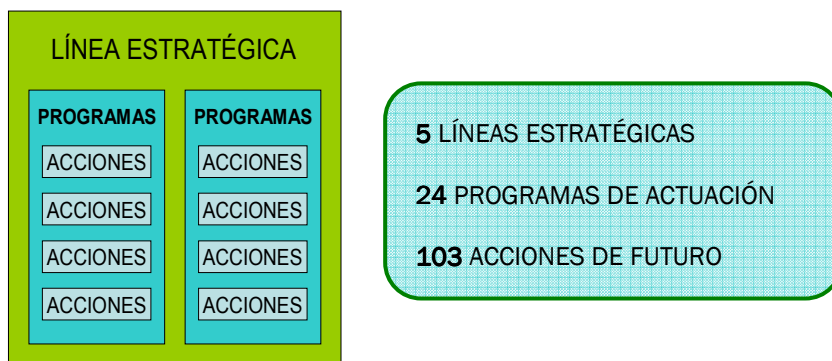 LÍNEA ESTRATÉGICA
PROGRAMAS
ACCIONES
ACCIONES
ACCIONES
ACCIONES
PROGRAMAS
ACCIONES
ACCIONES
ACCIONES
ACCIONES
5 LÍNEAS ESTRATÉGICAS
24 PROGRAMAS DE ACTUACIÓN
103 ACCIONES DE FUTURO